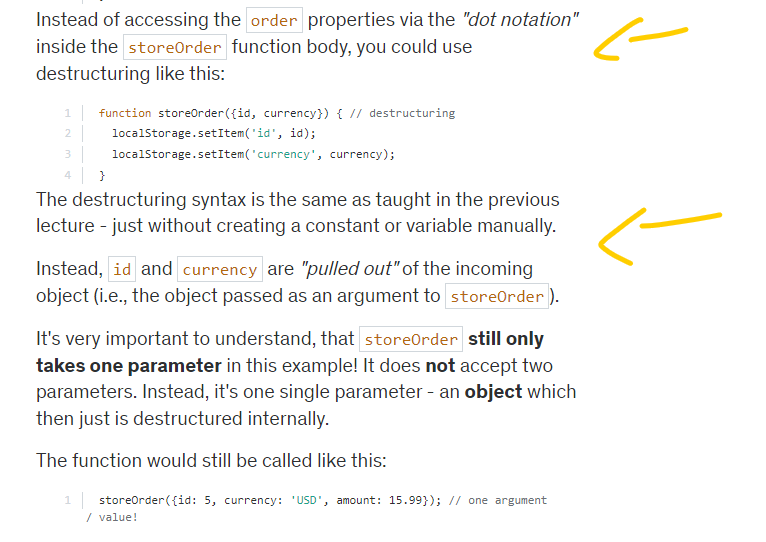 Instead of accessing the order properties via the "dot notation"
inside the storeOrder function body, you could use
destructuring like this:
1 function storeOrder({id, currency}) { // destructuring
2 localStorage.setItem('id', id);
3 localStorage.setItem('currency', currency);
4 }
The destructuring syntax is the same as taught in the previous
lecture - just without creating a constant or variable manually.
Instead, id and currency are "pulled out" of the incoming
object (i.e., the object passed as an argument to storeOrder).
It's very important to understand, that storeOrder still only
takes one parameter in this example! It does not accept two
parameters. Instead, it's one single parameter - an object which
then just is destructured internally.
The function would still be called like this:
1 storeOrder({id: 5, currency: 'USD', amount: 15.99}); // one argument
/ value!